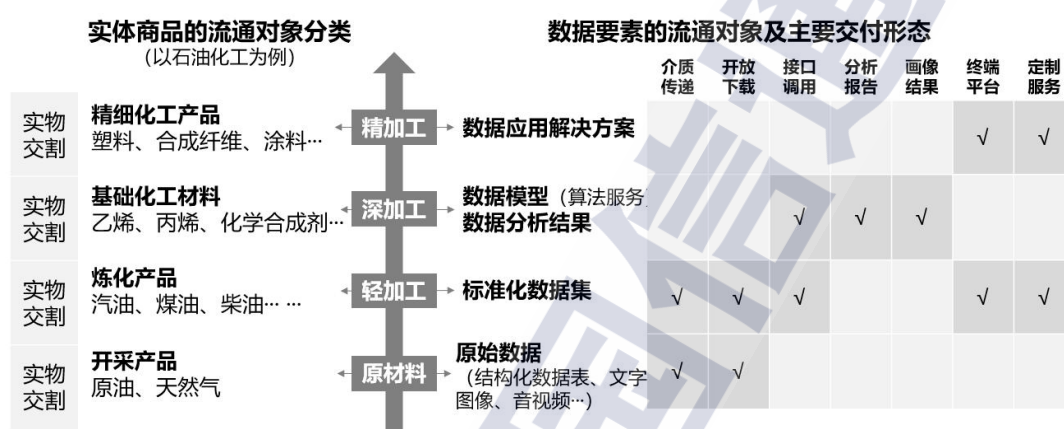 实体商品的流通对象分类
(以石油化工为例)
数据要素的流通对象及主要交付形态
介质
传递
开放
下载
接口
调用
分析
报告
画像
结果
终端
平台
定制
服务
实物
交割
精细化工产品
塑料、合成纤维、涂料…
精加工
数据应用解决方案
√
√
实物
交割
基础化工材料
乙烯、丙烯、化学合成剂…
深加工
数据模型（算法服务
数据分析结果
√
√
√
实物
交割
炼化产品
汽油、煤油、柴油… …
轻加工
标准化数据集
√
√
√
√
√
实物
交割
开采产品
原油、天然气
原材料
原始数据
（结构化数据表、文字
图像、音视频…）
√
√